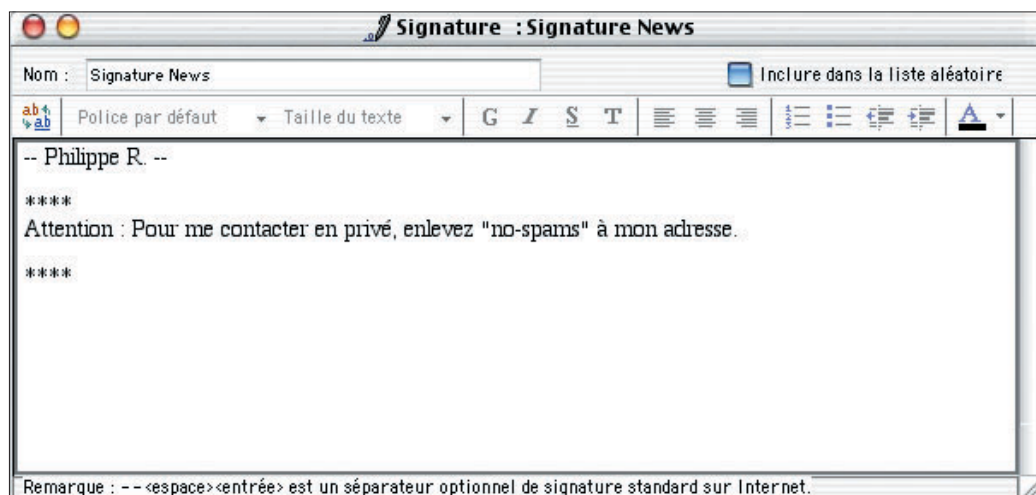 Signature : Signature News
Nom : Signature News Inclure dans la liste aléatoire
ab ab Police par défaut Taille du texte G I S T A
-- Philippe R. --
****
Attention : Pour me contacter en privé, enlevez "no-spams" à mon adresse.
****
Remarque : --<espace><entrée> est un séparateur optionnel de signature standard sur Internet.